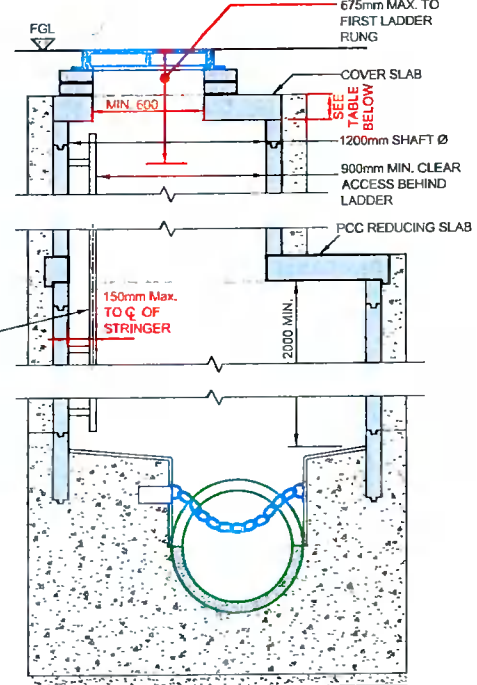 675mm MAX. TO
FIRST LADDER
RUNG
FGL
COVER SLAB
MIN. 600
SEE
TABLE
BELOW
1200mm SHAFT Ø
900mm MIN. CLEAR
ACCESS BEHIND
LADDER
PCC REDUCING SLAB
150mm Max.
TO ℄ OF
STRINGER
2000 MIN.